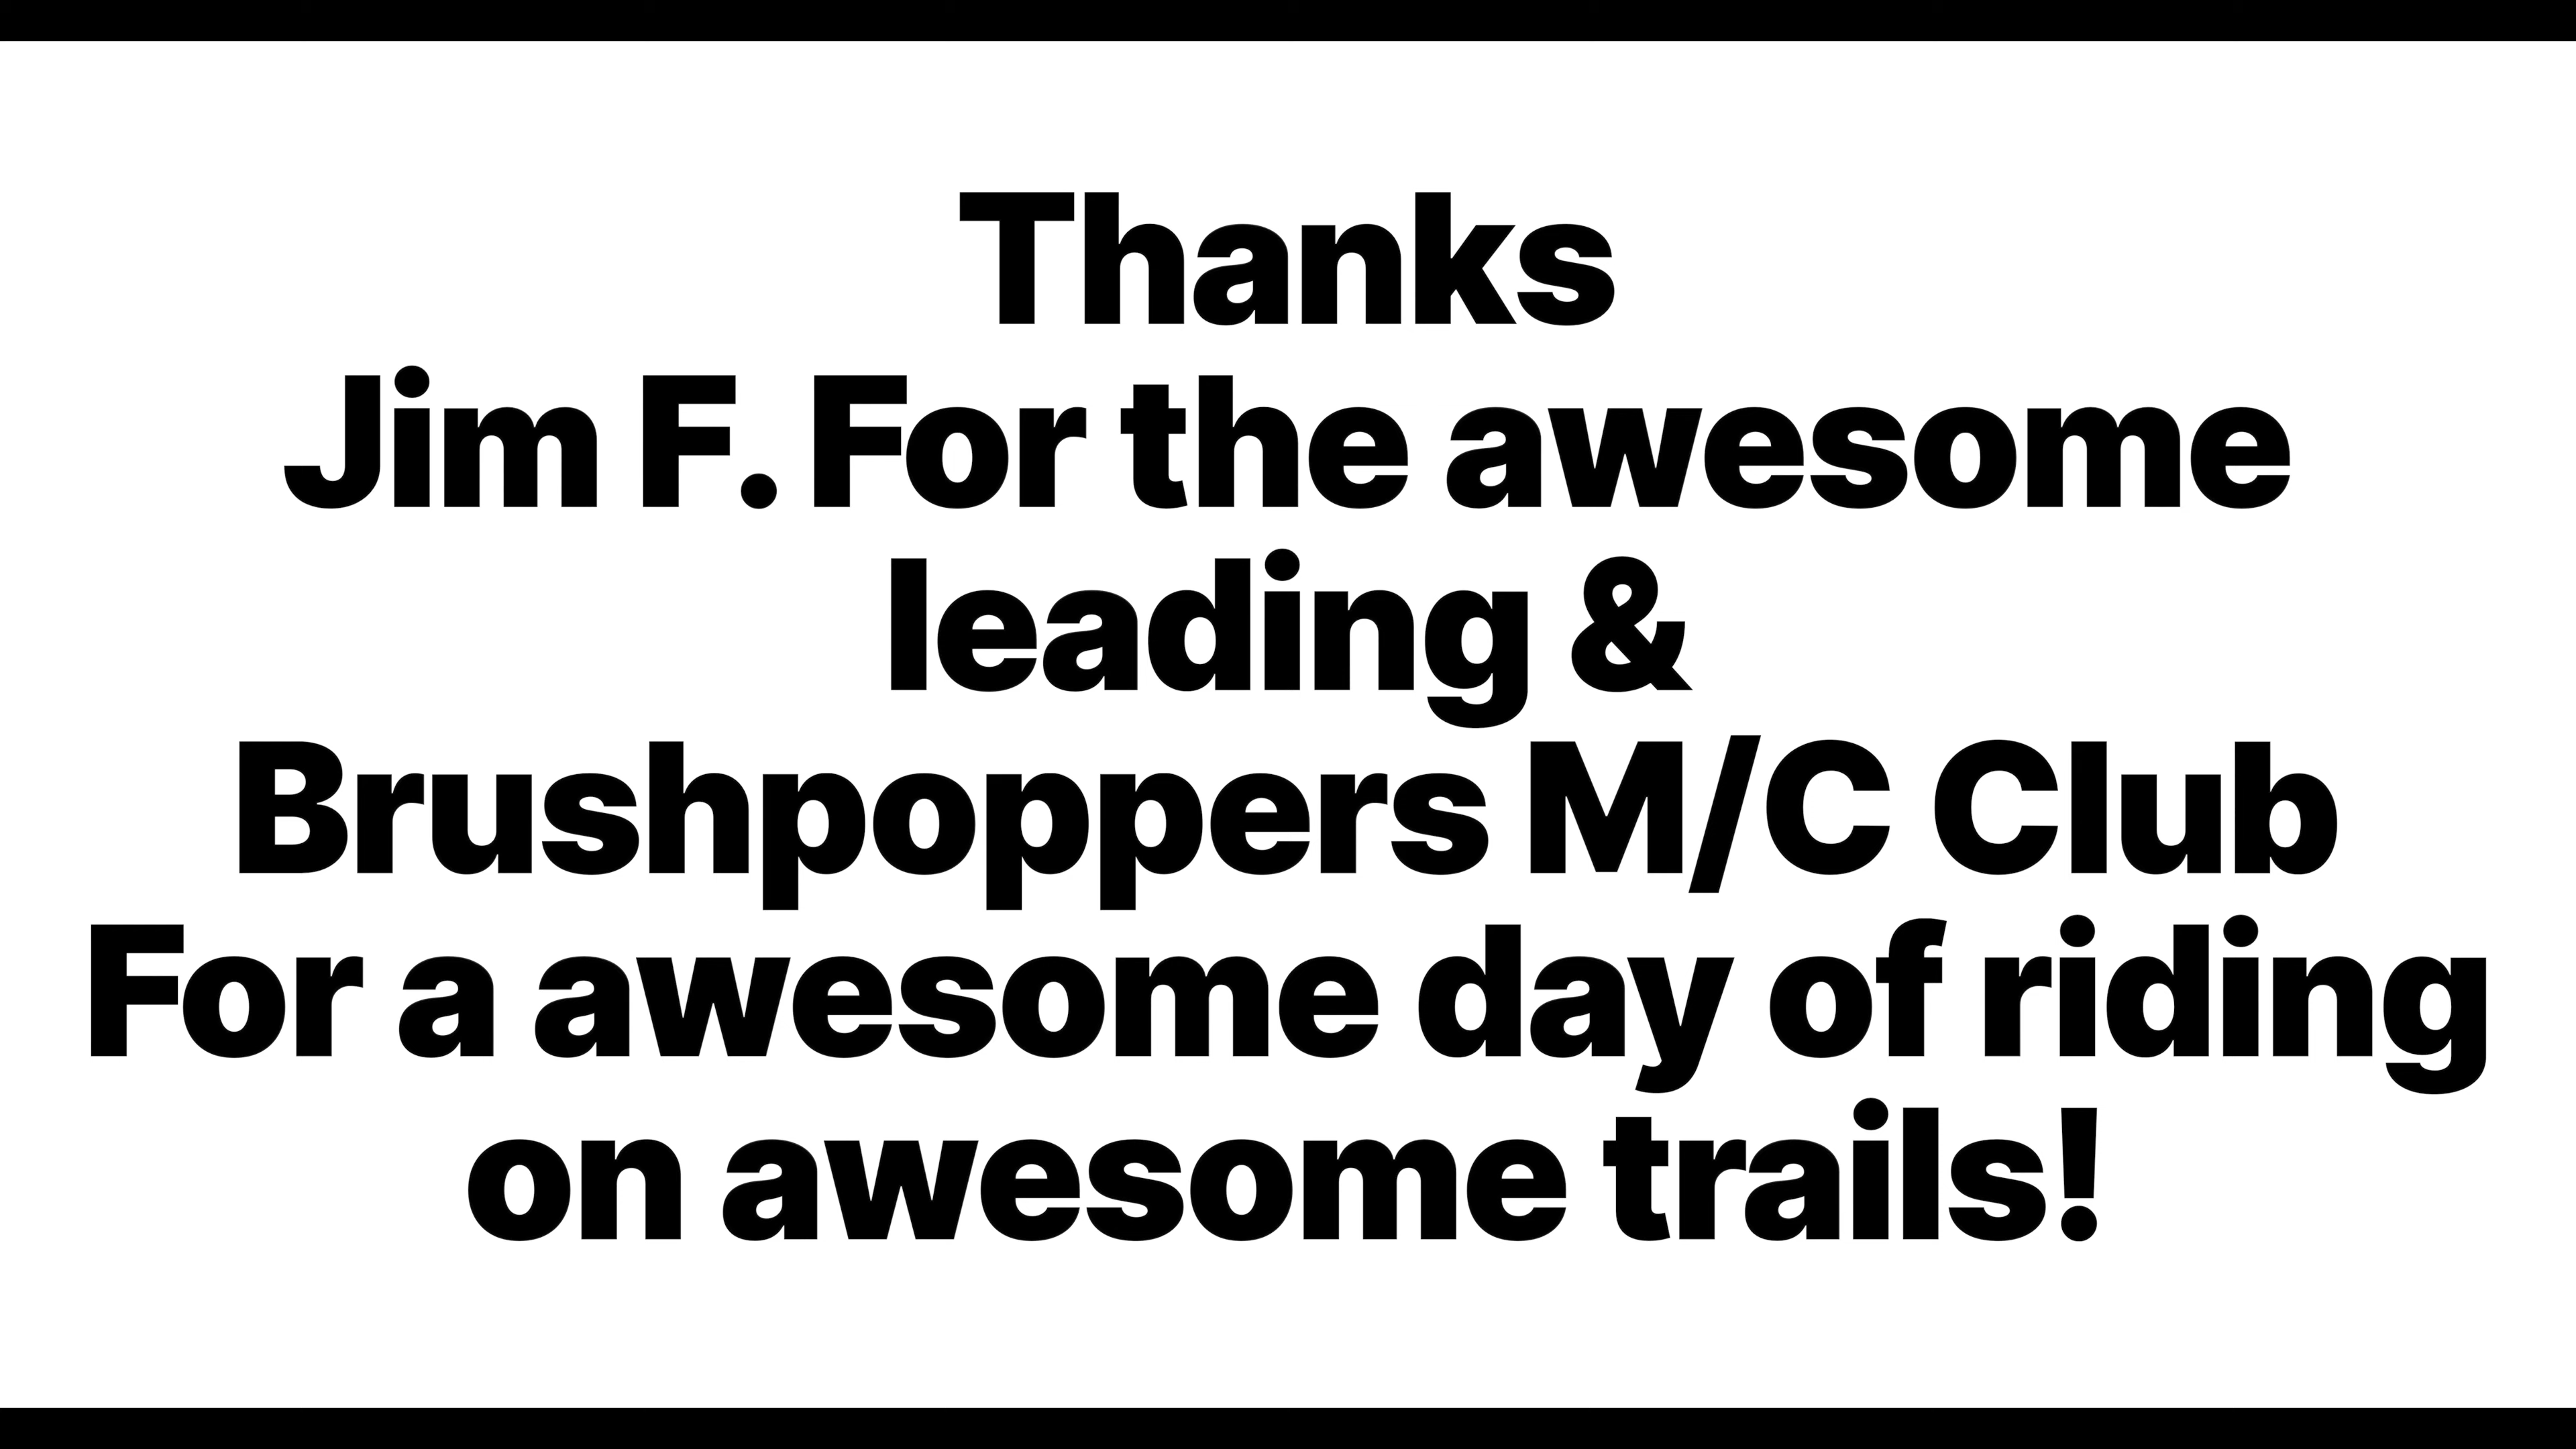 Thanks
Jim F. For the awesome
leading &
Brushpoppers M/C Club
For a awesome day of riding
on awesome trails!